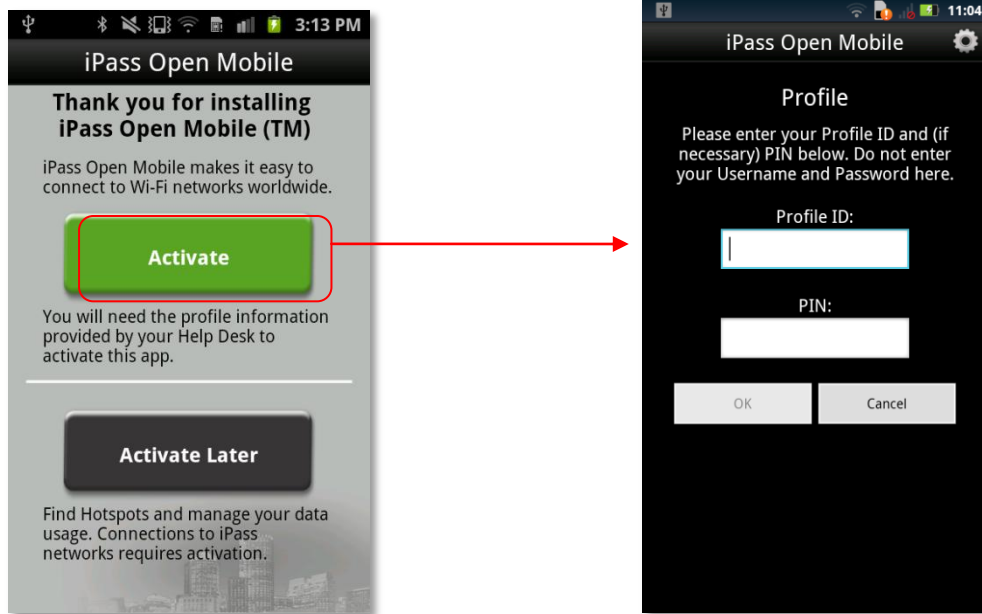 3:13 PM
iPass Open Mobile
Thank you for installing
iPass Open Mobile (TM)
iPass Open Mobile makes it easy to
connect to Wi-Fi networks worldwide.
Activate
You will need the profile information
provided by your Help Desk to
activate this app.
Activate Later
Find Hotspots and manage your data
usage. Connections to iPass
networks requires activation.
11:04
iPass Open Mobile
Profile
Please enter your Profile ID and (if
necessary) PIN below. Do not enter
your Username and Password here.
Profile ID:
PIN:
OK
Cancel